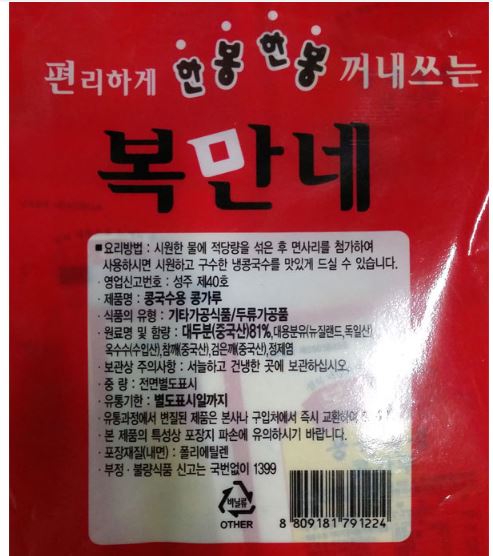 편리하게 한봉 한봉 꺼내쓰는
복만네
■요리방법 : 시원한 물에 적당량을 섞은 후 면사리를 첨가하여
사용하시면 시원하고 구수한 냉콩국수를 맛있게 드실 수 있습니다.
· 영업신고번호 : 성주 제40호
· 제품명 : 콩국수용 콩가루
· 식품의 유형 : 기타가공식품/두류가공품
· 원료명 및 함량 : 대두분(중국산)81%,대용분유(뉴질랜드,독일산)
옥수수(수입산),참깨(중국산),검은깨(중국산),정제염
· 보관상 주의사항 : 서늘하고 건냉한 곳에 보관하십시오.
· 중 량 : 전면별도표시
· 유통기한 : 별도표시일까지
· 유통과정에서 변질된 제품은 본사나 구입처에서 즉시 교환하여
· 본 제품의 특성상 포장지 파손에 유의하시기 바랍니다.
· 포장재질(내면) : 폴리에틸렌
· 부정 · 불량식품 신고는 국번없이 1399
비닐류
OTHER
8 809181 791224